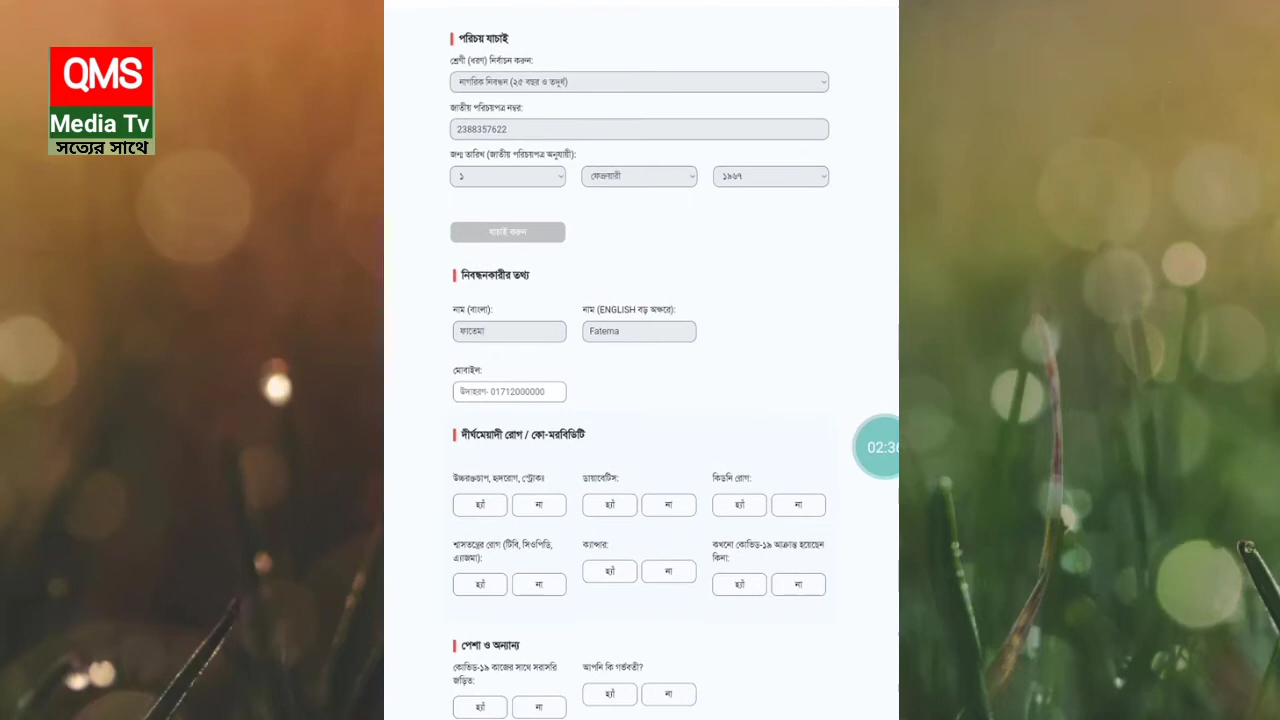 QMS
Media Tv
সত্যের সাথে
পরিচয় যাচাই
শ্রেণী (ধরণ) নির্বাচন করুন:
নাগরিক নিবন্ধন (২৫ বছর ও তদূর্ধ)
জাতীয় পরিচয়পত্র নম্বর:
2388357622
জন্ম তারিখ (জাতীয় পরিচয়পত্র অনুযায়ী):
১ ফেব্রুয়ারী ১৯৬৭
যাচাই করুন
নিবন্ধনকারীর তথ্য
নাম (বাংলা): নাম (ENGLISH বড় অক্ষরে):
ফাতেমা Fatema
মোবাইল:
উদাহরণ- 01712000000
দীর্ঘমেয়াদী রোগ / কো-মরবিডিটি
02:36
উচ্চরক্তচাপ, হৃদরোগ, স্ট্রোকঃ ডায়াবেটিস: কিডনি রোগ:
হ্যাঁ না হ্যাঁ না হ্যাঁ না
শ্বাসতন্ত্রের রোগ (টিবি, সিওপিডি, ক্যান্সার: কখনো কোভিড-১৯ আক্রান্ত হয়েছেন
এ্যাজমা): কিনা:
হ্যাঁ না হ্যাঁ না হ্যাঁ না
পেশা ও অন্যান্য
কোভিড-১৯ কাজের সাথে সরাসরি আপনি কি গর্ভবতী?
জড়িত:
হ্যাঁ না হ্যাঁ না